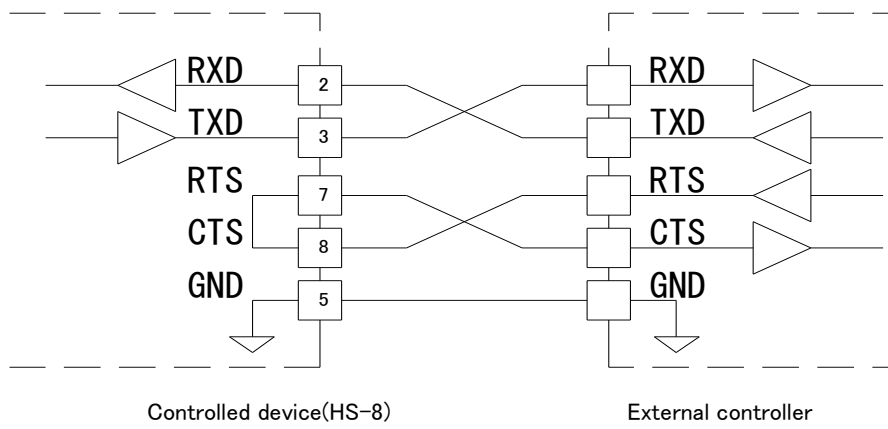 RXD 2 RXD
TXD 3 TXD
RTS 7 RTS
CTS 8 CTS
GND 5 GND
Controlled device(HS-8) External controller